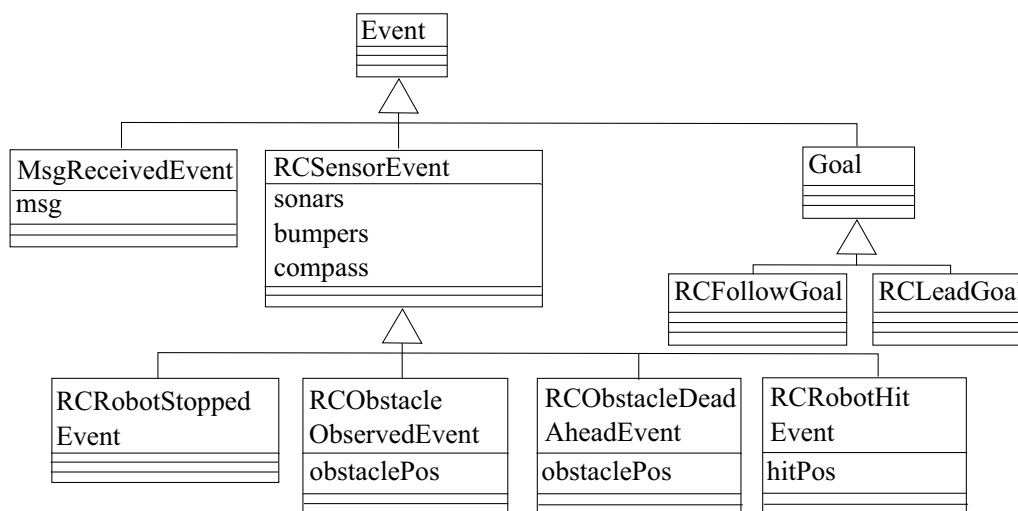 Event
MsgReceivedEvent
msg
RCSensorEvent
sonars
bumpers
compass
Goal
RCFollowGoal
RCLeadGoal
RCRobotStopped
Event
RCObstacle
ObservedEvent
obstaclePos
RCObstacleDead
AheadEvent
obstaclePos
RCRobotHit
Event
hitPos